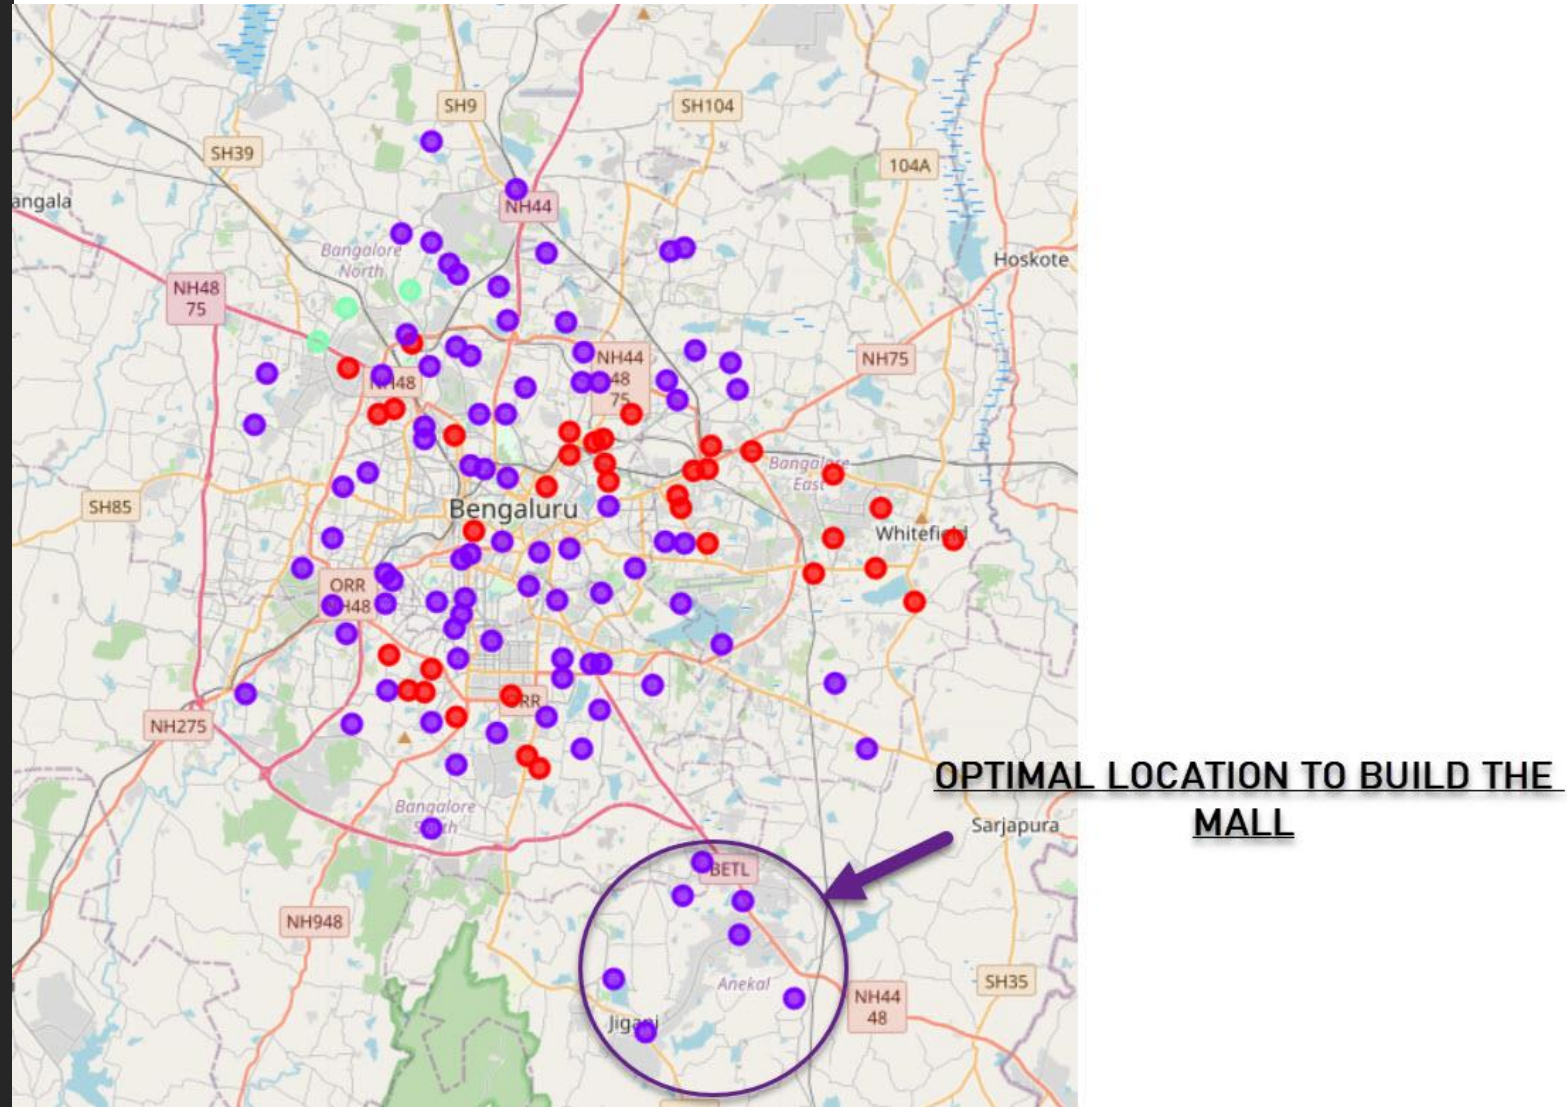 SH9
SH104
SH39
104A
angala
NH44
Bangalore
North
Hoskote
NH48
75
NH44
48
75
NH75
NH48
Bangalore
East
SH85
Bengaluru
Whitefield
ORR
NH48
ORR
NH275
OPTIMAL LOCATION TO BUILD THE
MALL
Bangalore
South
Sarjapura
BETL
NH948
Anekal
SH35
NH44
48
Jigani